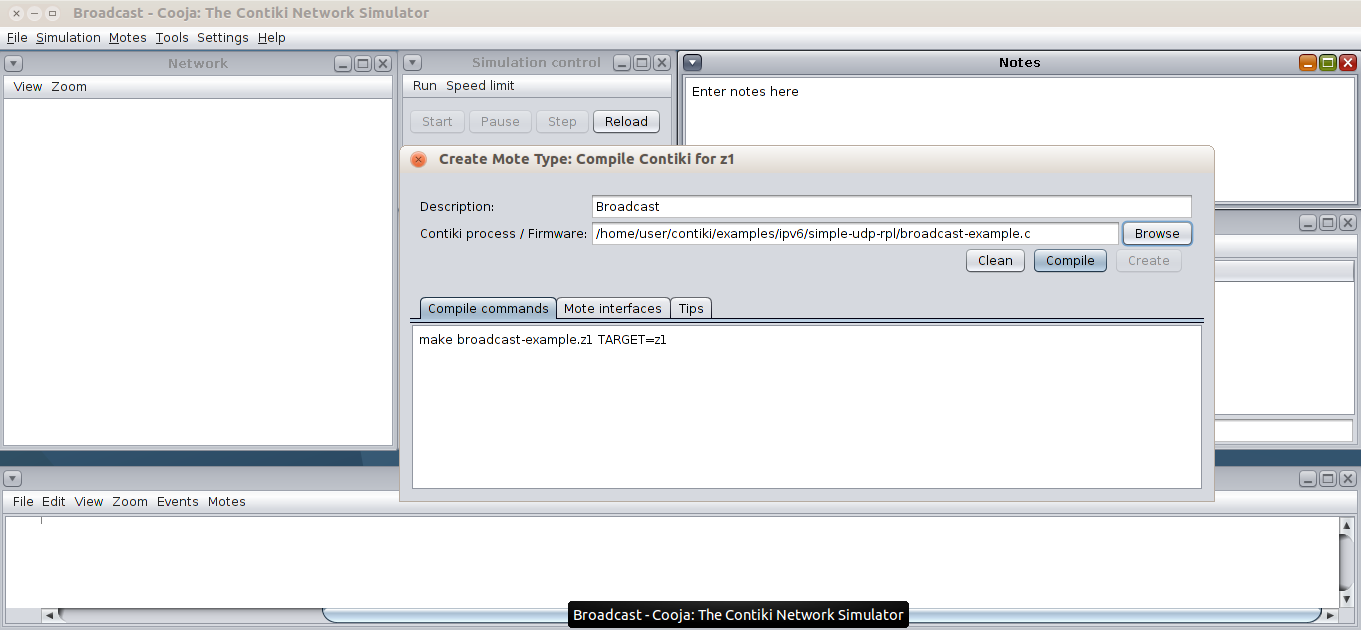 Broadcast - Cooja: The Contiki Network Simulator
File Simulation Motes Tools Settings Help
Network
View Zoom
Simulation control
Run Speed limit
Start Pause Step Reload
Notes
Enter notes here
Create Mote Type: Compile Contiki for z1
Description: Broadcast
Contiki process / Firmware: /home/user/contiki/examples/ipv6/simple-udp-rpl/broadcast-example.c Browse
Clean Compile Create
Compile commands Mote interfaces Tips
make broadcast-example.z1 TARGET=z1
File Edit View Zoom Events Motes
Broadcast - Cooja: The Contiki Network Simulator